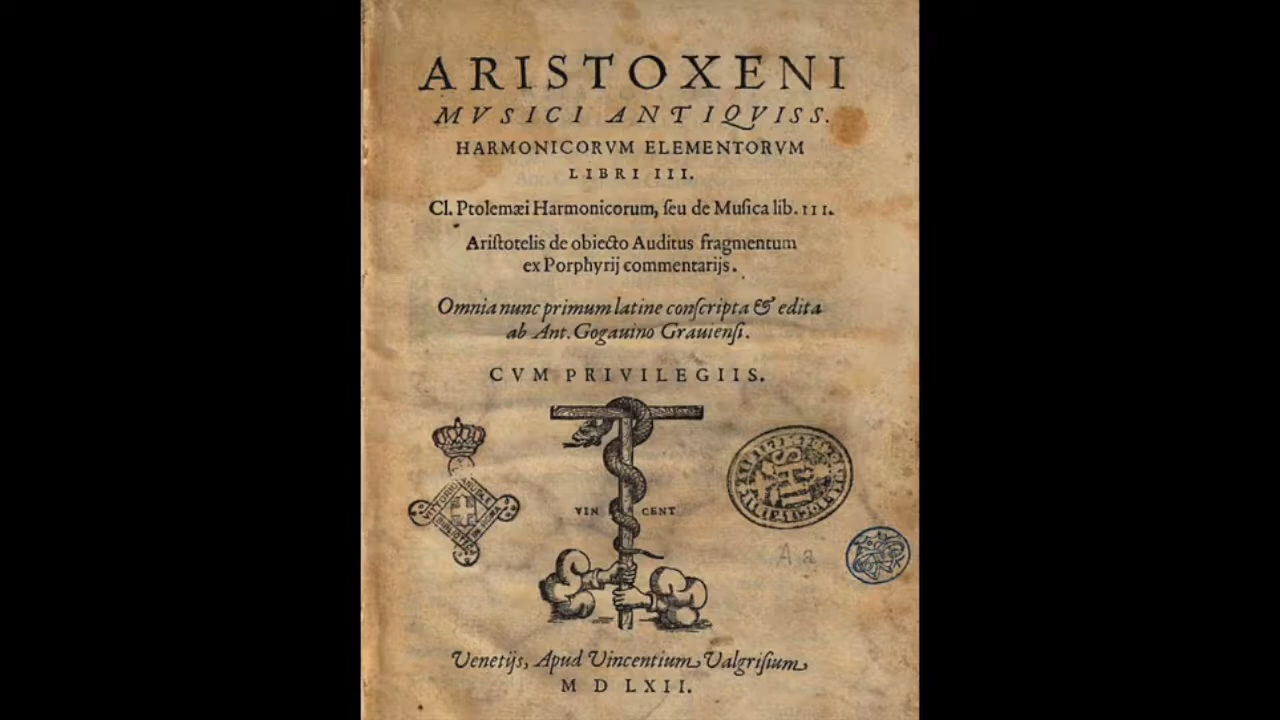 ARISTOXENI
MVSICI ANTIQVISS.
HARMONICORVM ELEMENTORVM
LIBRI III.
Cl. Ptolemæi Harmonicorum, ſeu de Muſica lib. III.
Ariſtotelis de obiecto Auditus fragmentum
ex Porphyrij commentarijs.
Omnia nunc primum latine conſcripta & edita
ab Ant. Gogauino Grauienſi.
CVM PRIVILEGIIS.
VIN CENT
VITTORIO
A a
Venetijs, Apud Vincentium Valgriſium
M D LXII.